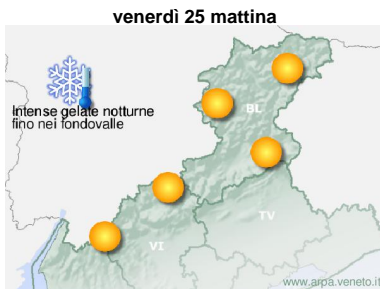 venerdì 25 mattina
Intense gelate notturne
fino nei fondovalle
BL
TV
VI
www.arpa.veneto.it